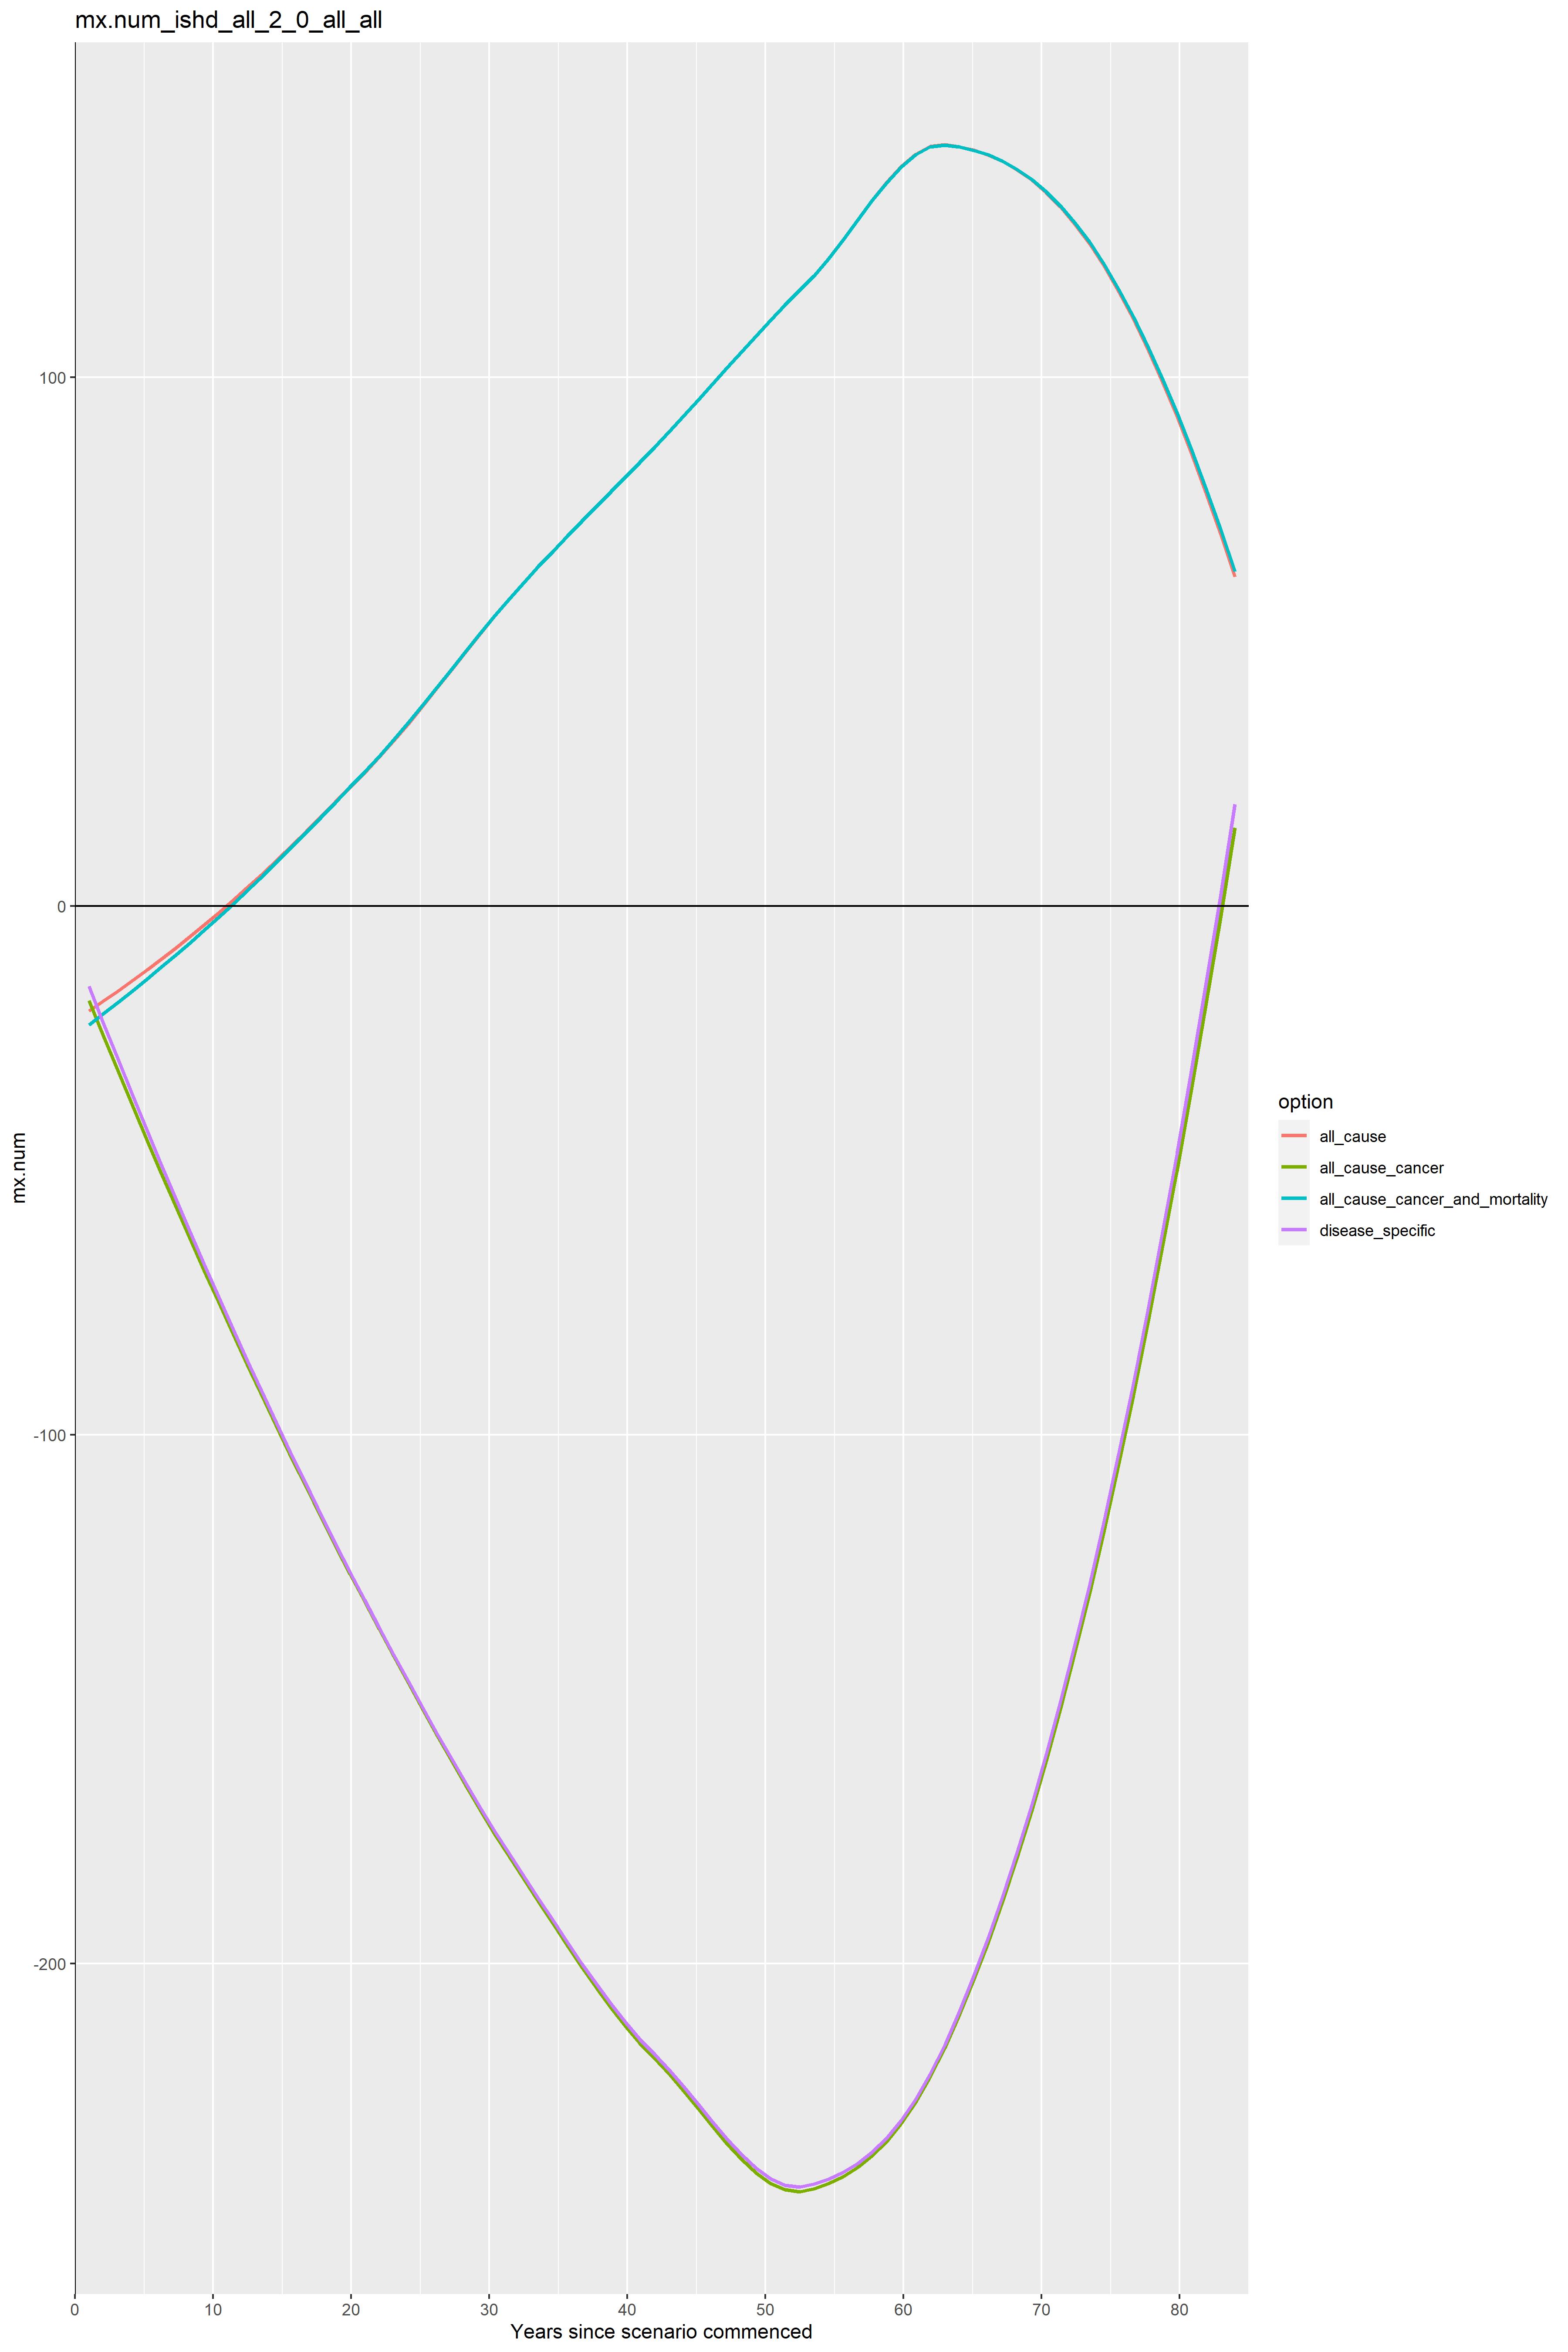 mx.num_ishd_all_2_0_all_all
mx.num
100
0
-100
-200
0 10 20 30 40 50 60 70 80
Years since scenario commenced
option
all_cause
all_cause_cancer
all_cause_cancer_and_mortality
disease_specific